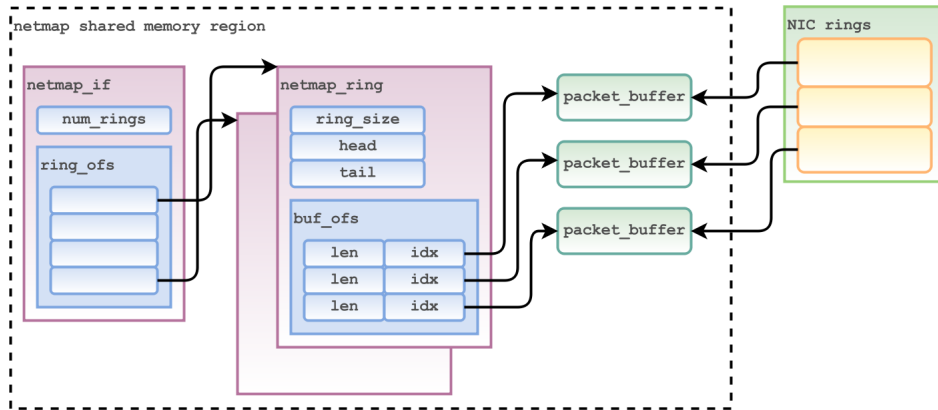 netmap shared memory region
NIC rings
netmap_if
num_rings
ring_ofs
netmap_ring
ring_size
head
tail
buf_ofs
len idx
len idx
len idx
packet_buffer
packet_buffer
packet_buffer